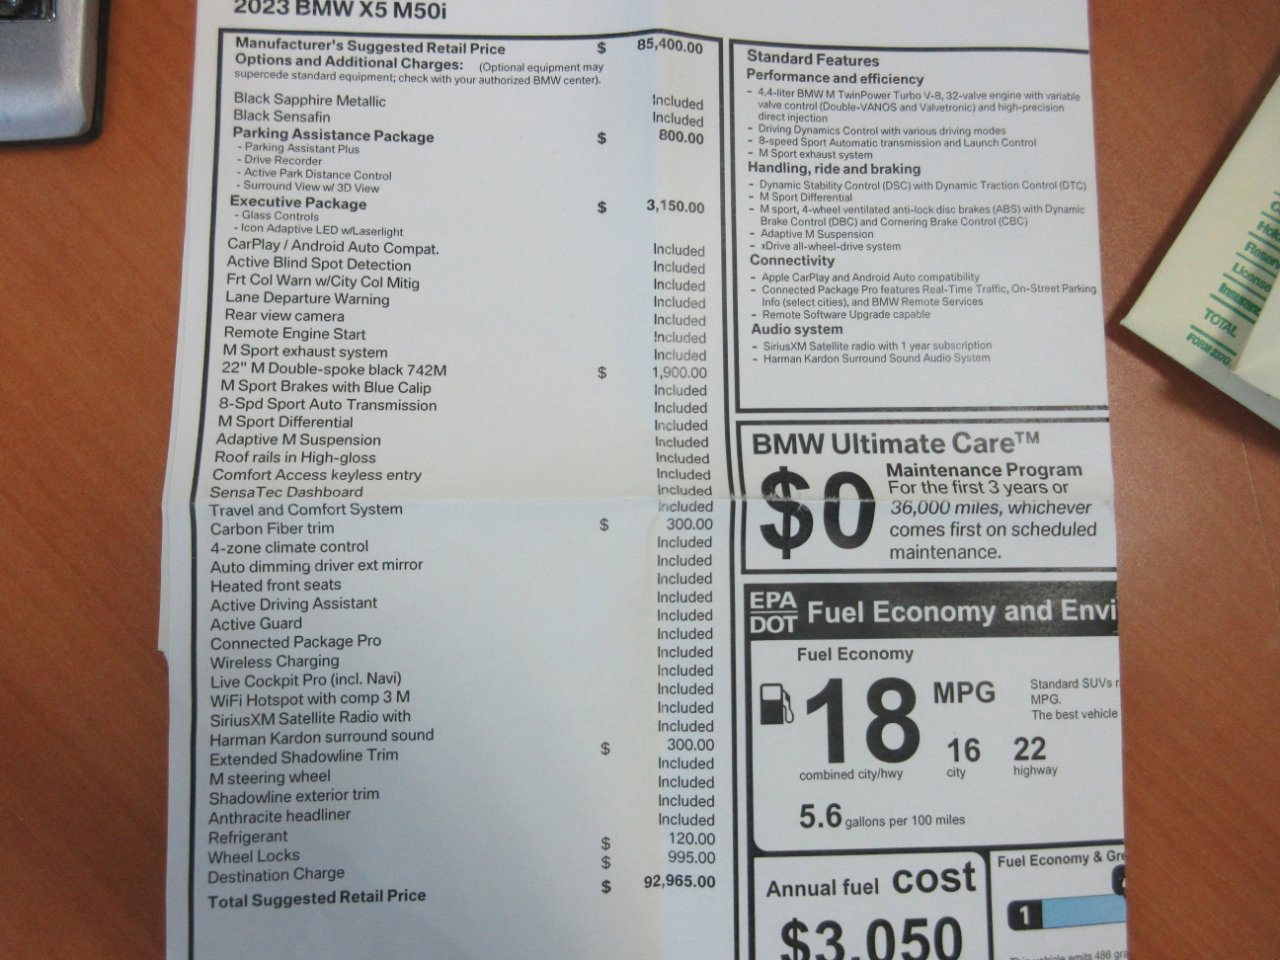 2023 BMW X5 M50i
Manufacturer's Suggested Retail Price $ 85,400.00
Options and Additional Charges: (Optional equipment may
supercede standard equipment; check with your authorized BMW center).
Black Sapphire Metallic Included
Black Sensafin Included
Parking Assistance Package $ 800.00
- Parking Assistant Plus
- Drive Recorder
- Active Park Distance Control
- Surround View w/ 3D View
Executive Package $ 3,150.00
- Glass Controls
- Icon Adaptive LED w/Laserlight
CarPlay / Android Auto Compat. Included
Active Blind Spot Detection Included
Frt Col Warn w/City Col Mitig Included
Lane Departure Warning Included
Rear view camera Included
Remote Engine Start Included
M Sport exhaust system Included
22" M Double-spoke black 742M $ 1,900.00
M Sport Brakes with Blue Calip Included
8-Spd Sport Auto Transmission Included
M Sport Differential Included
Adaptive M Suspension Included
Roof rails in High-gloss Included
Comfort Access keyless entry Included
SensaTec Dashboard Included
Travel and Comfort System Included
Carbon Fiber trim $ 300.00
4-zone climate control Included
Auto dimming driver ext mirror Included
Heated front seats Included
Active Driving Assistant Included
Active Guard Included
Connected Package Pro Included
Wireless Charging Included
Live Cockpit Pro (incl. Navi) Included
WiFi Hotspot with comp 3 M Included
SiriusXM Satellite Radio with Included
Harman Kardon surround sound Included
Extended Shadowline Trim $ 300.00
M steering wheel Included
Shadowline exterior trim Included
Anthracite headliner Included
Refrigerant Included
Wheel Locks $ 120.00
Destination Charge $ 995.00
Total Suggested Retail Price $ 92,965.00
Standard Features
Performance and efficiency
- 4.4-liter BMW M TwinPower Turbo V-8, 32-valve engine with variable
valve control (Double-VANOS and Valvetronic) and high-precision
direct injection
- Driving Dynamics Control with various driving modes
- 8-speed Sport Automatic transmission and Launch Control
- M Sport exhaust system
Handling, ride and braking
- Dynamic Stability Control (DSC) with Dynamic Traction Control (DTC)
- M Sport Differential
- M sport, 4-wheel ventilated anti-lock disc brakes (ABS) with Dynamic
Brake Control (DBC) and Cornering Brake Control (CBC)
- Adaptive M Suspension
- xDrive all-wheel-drive system
Connectivity
- Apple CarPlay and Android Auto compatibility
- Connected Package Pro features Real-Time Traffic, On-Street Parking
Info (select cities), and BMW Remote Services
- Remote Software Upgrade capable
Audio system
- SiriusXM Satellite radio with 1 year subscription
- Harman Kardon Surround Sound Audio System
BMW Ultimate Care™
$0
Maintenance Program
For the first 3 years or
36,000 miles, whichever
comes first on scheduled
maintenance.
EPA
DOT
Fuel Economy and Envi
Fuel Economy
18 MPG
combined city/hwy
16
city
22
highway
Standard SUVs r
MPG.
The best vehicle
5.6 gallons per 100 miles
Annual fuel cost
$3,050
Fuel Economy & Gre
1
This vehicle emits 486 gra
License
TOTAL